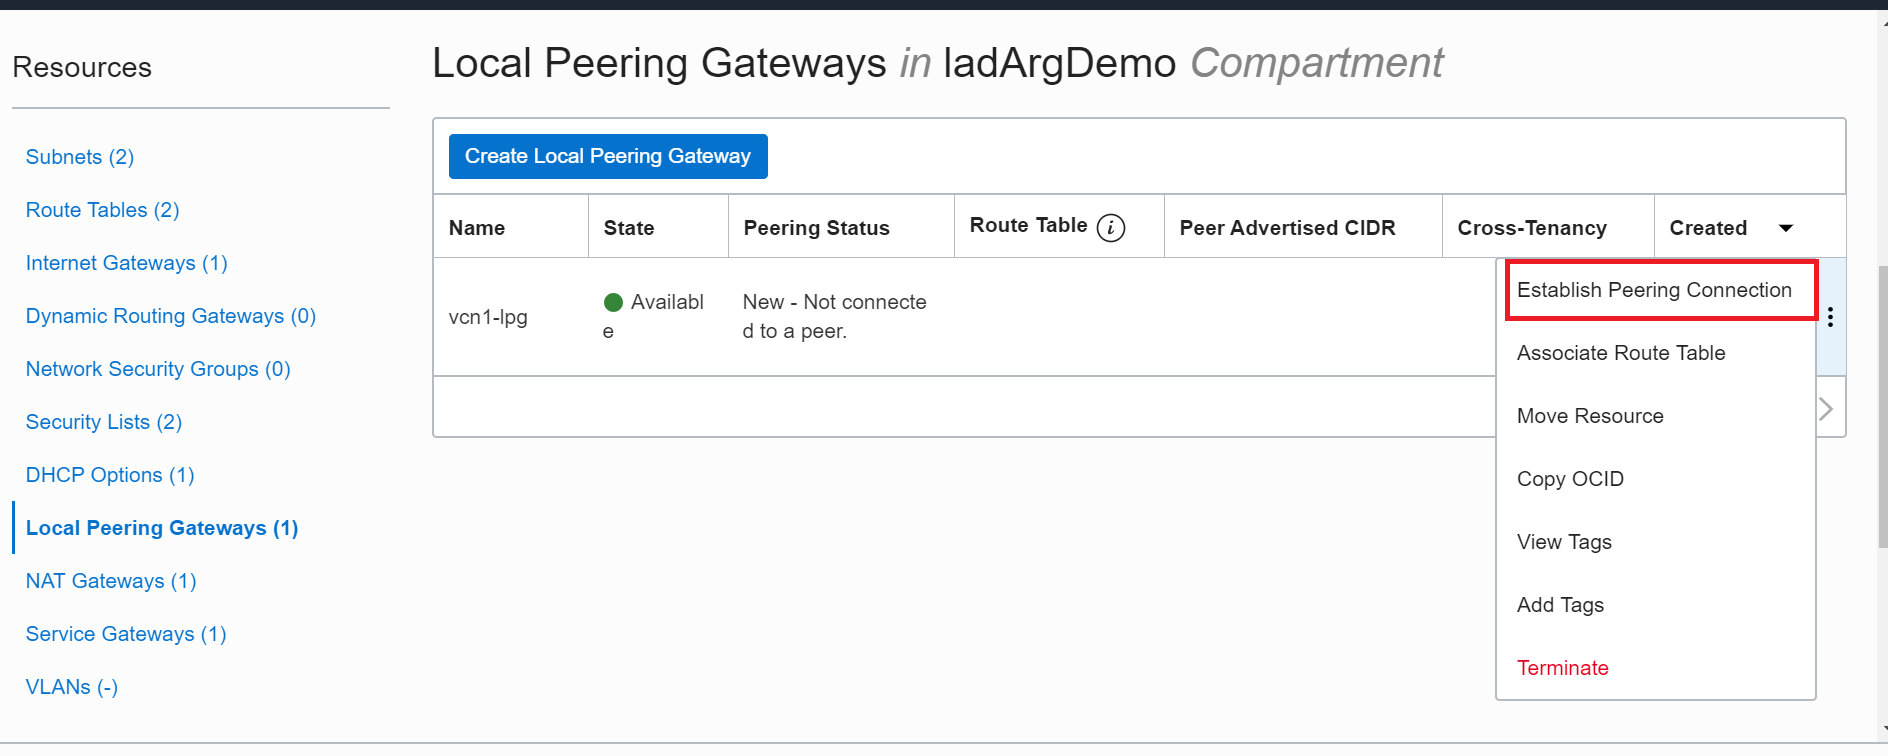 Resources
Subnets (2)
Route Tables (2)
Internet Gateways (1)
Dynamic Routing Gateways (0)
Network Security Groups (0)
Security Lists (2)
DHCP Options (1)
Local Peering Gateways (1)
NAT Gateways (1)
Service Gateways (1)
VLANs (-)
Local Peering Gateways in ladArgDemo Compartment
Create Local Peering Gateway
Name State Peering Status Route Table i Peer Advertised CIDR Cross-Tenancy Created
vcn1-lpg
Availabl
e
New - Not connecte
d to a peer.
Establish Peering Connection
Associate Route Table
Move Resource
Copy OCID
View Tags
Add Tags
Terminate